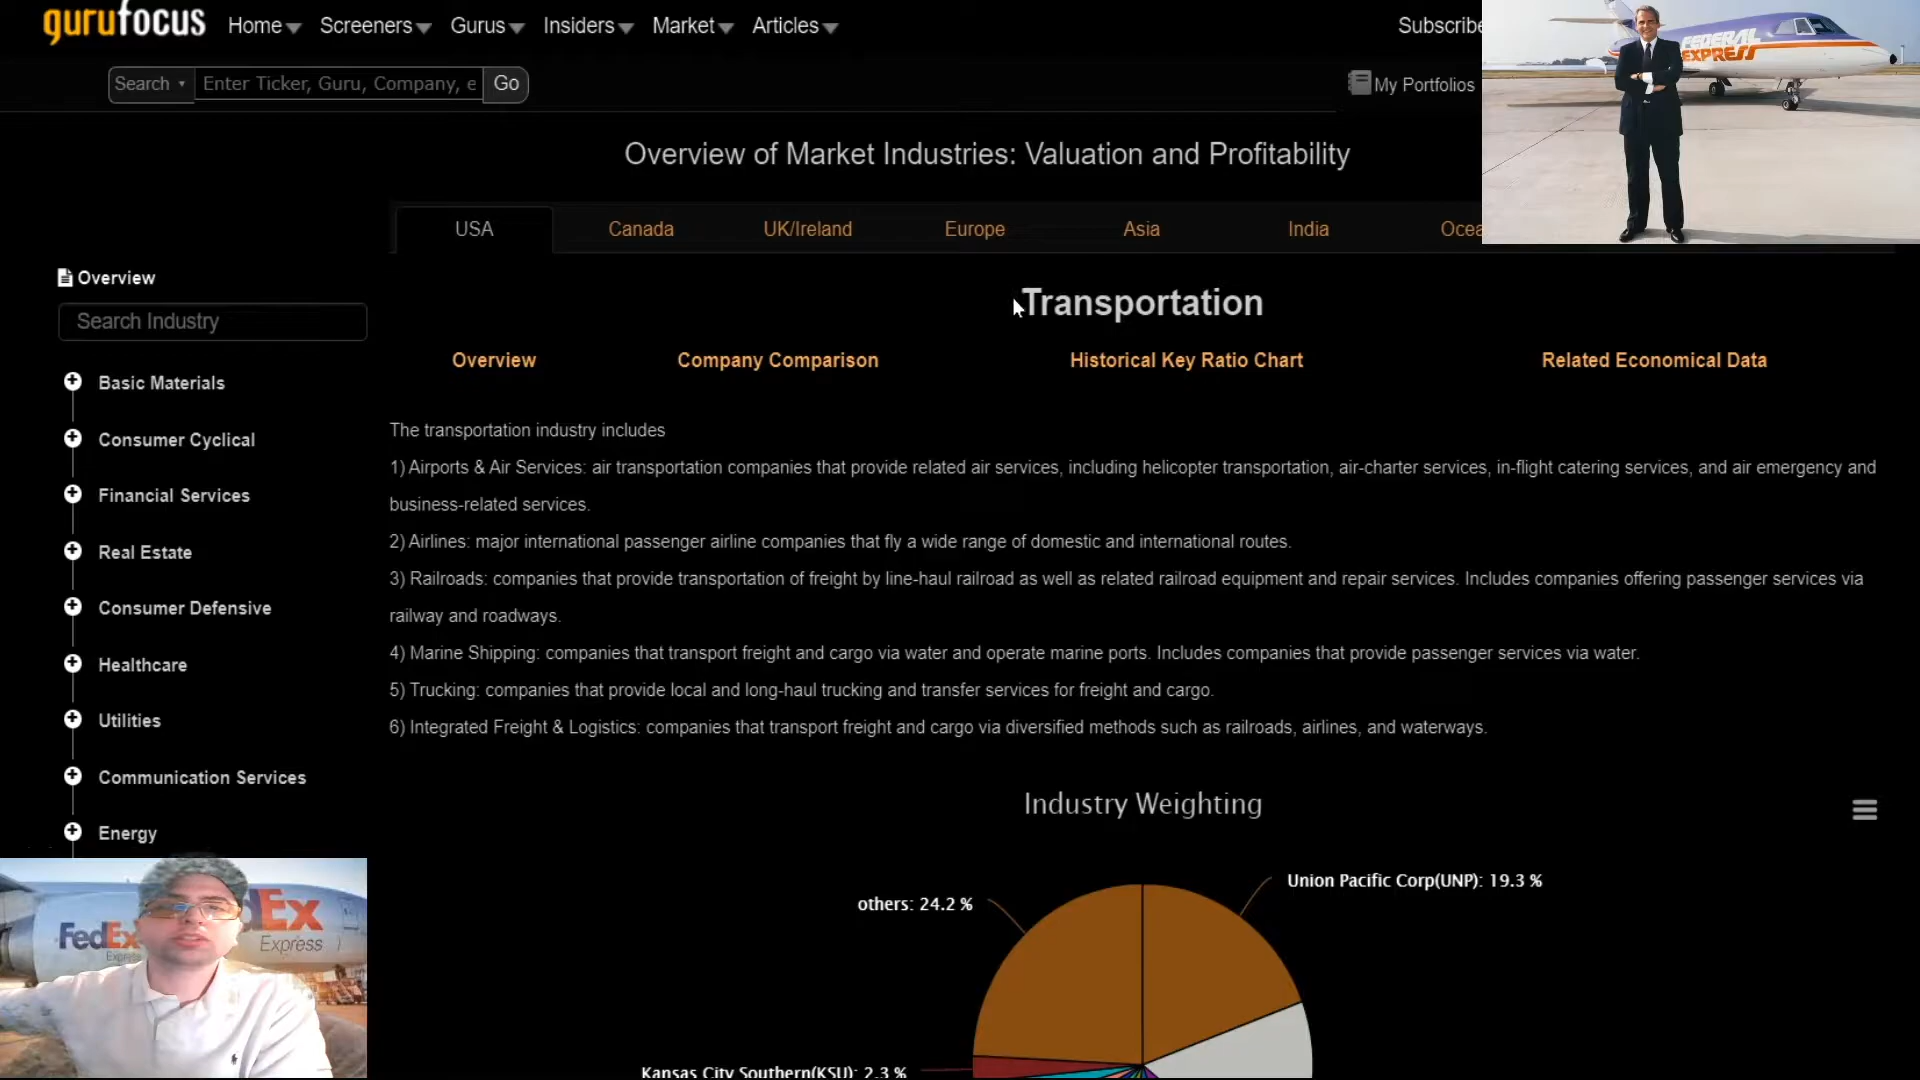 gurufocus
Home Screeners Gurus Insiders Market Articles
Subscribe
Search Enter Ticker, Guru, Company, e Go
My Portfolios
FEDERAL
EXPRESS
Overview of Market Industries: Valuation and Profitability
USA Canada UK/Ireland Europe Asia India Ocea
Overview
Search Industry
Basic Materials
Consumer Cyclical
Financial Services
Real Estate
Consumer Defensive
Healthcare
Utilities
Communication Services
Energy
Transportation
Overview Company Comparison Historical Key Ratio Chart Related Economical Data
The transportation industry includes
1) Airports & Air Services: air transportation companies that provide related air services, including helicopter transportation, air-charter services, in-flight catering services, and air emergency and
business-related services.
2) Airlines: major international passenger airline companies that fly a wide range of domestic and international routes.
3) Railroads: companies that provide transportation of freight by line-haul railroad as well as related railroad equipment and repair services. Includes companies offering passenger services via
railway and roadways.
4) Marine Shipping: companies that transport freight and cargo via water and operate marine ports. Includes companies that provide passenger services via water.
5) Trucking: companies that provide local and long-haul trucking and transfer services for freight and cargo.
6) Integrated Freight & Logistics: companies that transport freight and cargo via diversified methods such as railroads, airlines, and waterways.
Industry Weighting
Union Pacific Corp(UNP): 19.3 %
others: 24.2 %
Kansas City Southern(KSU): 2.3 %
FedEx
Ex
Express